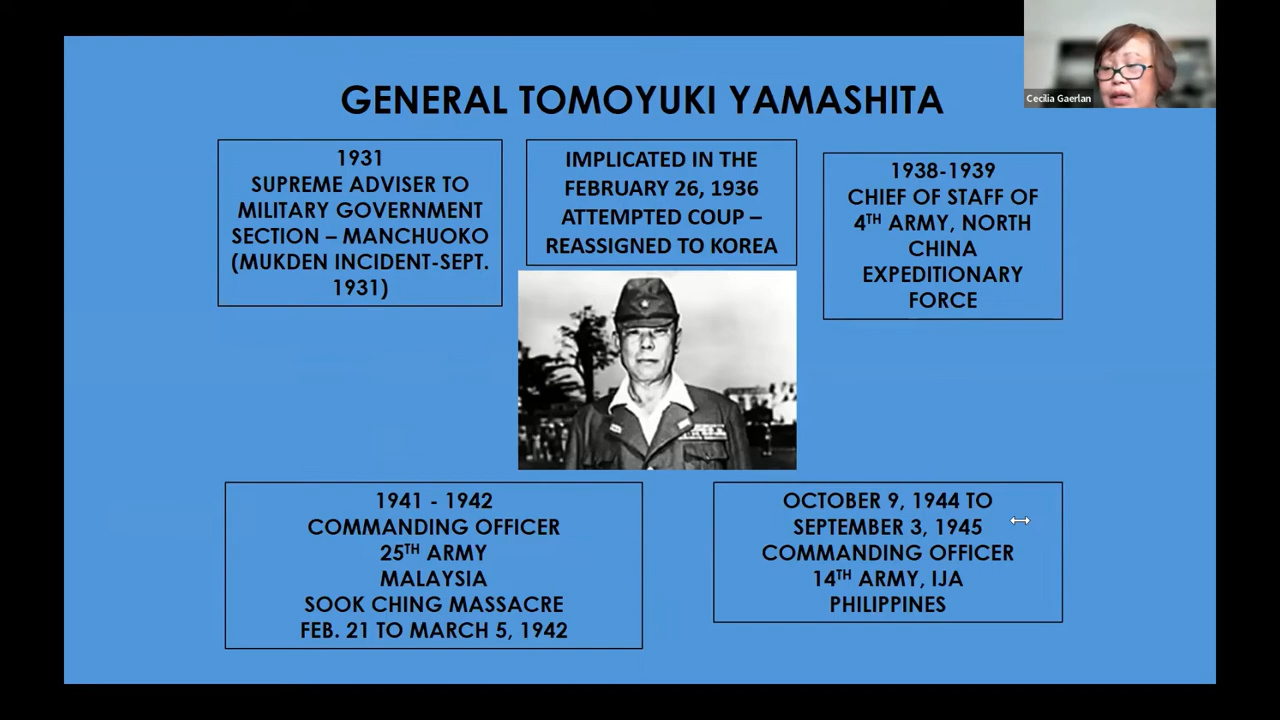 Cecilia Gaerlan
GENERAL TOMOYUKI YAMASHITA
1931
SUPREME ADVISER TO
MILITARY GOVERNMENT
SECTION – MANCHUOKO
(MUKDEN INCIDENT-SEPT.
1931)
IMPLICATED IN THE
FEBRUARY 26, 1936
ATTEMPTED COUP –
REASSIGNED TO KOREA
1938-1939
CHIEF OF STAFF OF
4TH ARMY, NORTH
CHINA
EXPEDITIONARY
FORCE
1941 - 1942
COMMANDING OFFICER
25TH ARMY
MALAYSIA
SOOK CHING MASSACRE
FEB. 21 TO MARCH 5, 1942
OCTOBER 9, 1944 TO
SEPTEMBER 3, 1945
COMMANDING OFFICER
14TH ARMY, IJA
PHILIPPINES